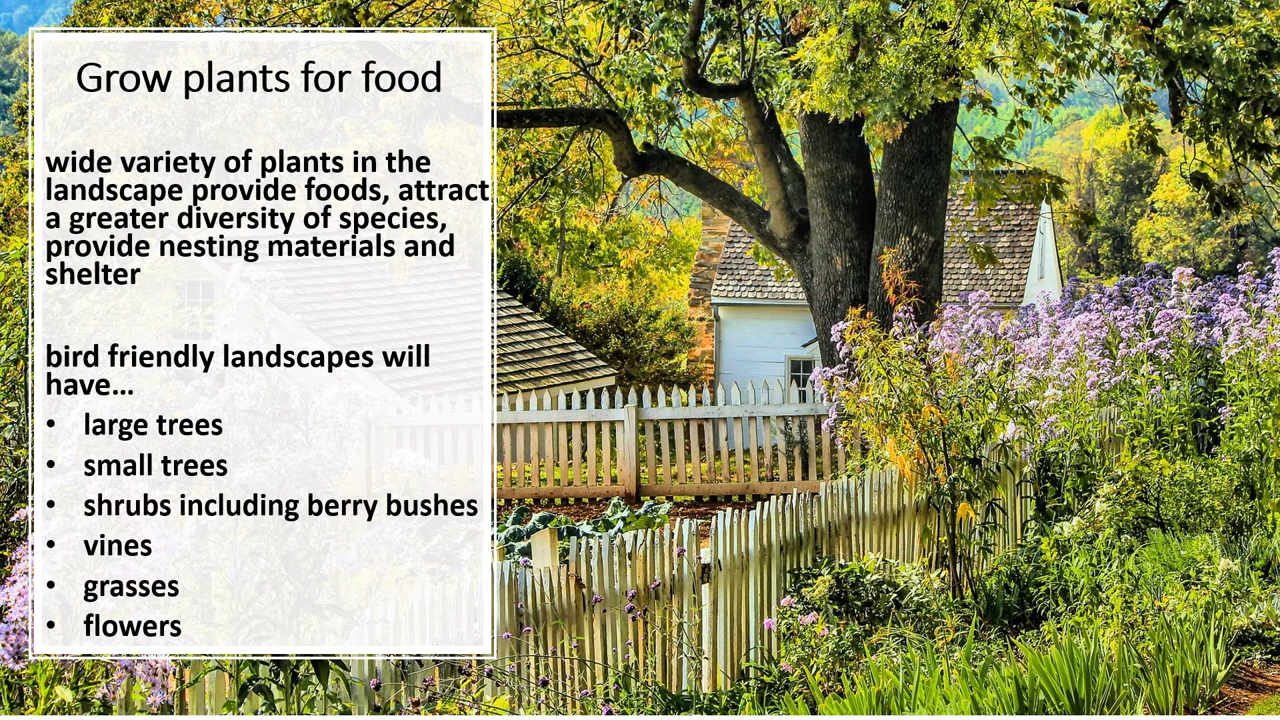 Grow plants for food
wide variety of plants in the
landscape provide foods, attract
a greater diversity of species,
provide nesting materials and
shelter
bird friendly landscapes will
have…
• large trees
• small trees
• shrubs including berry bushes
• vines
• grasses
• flowers